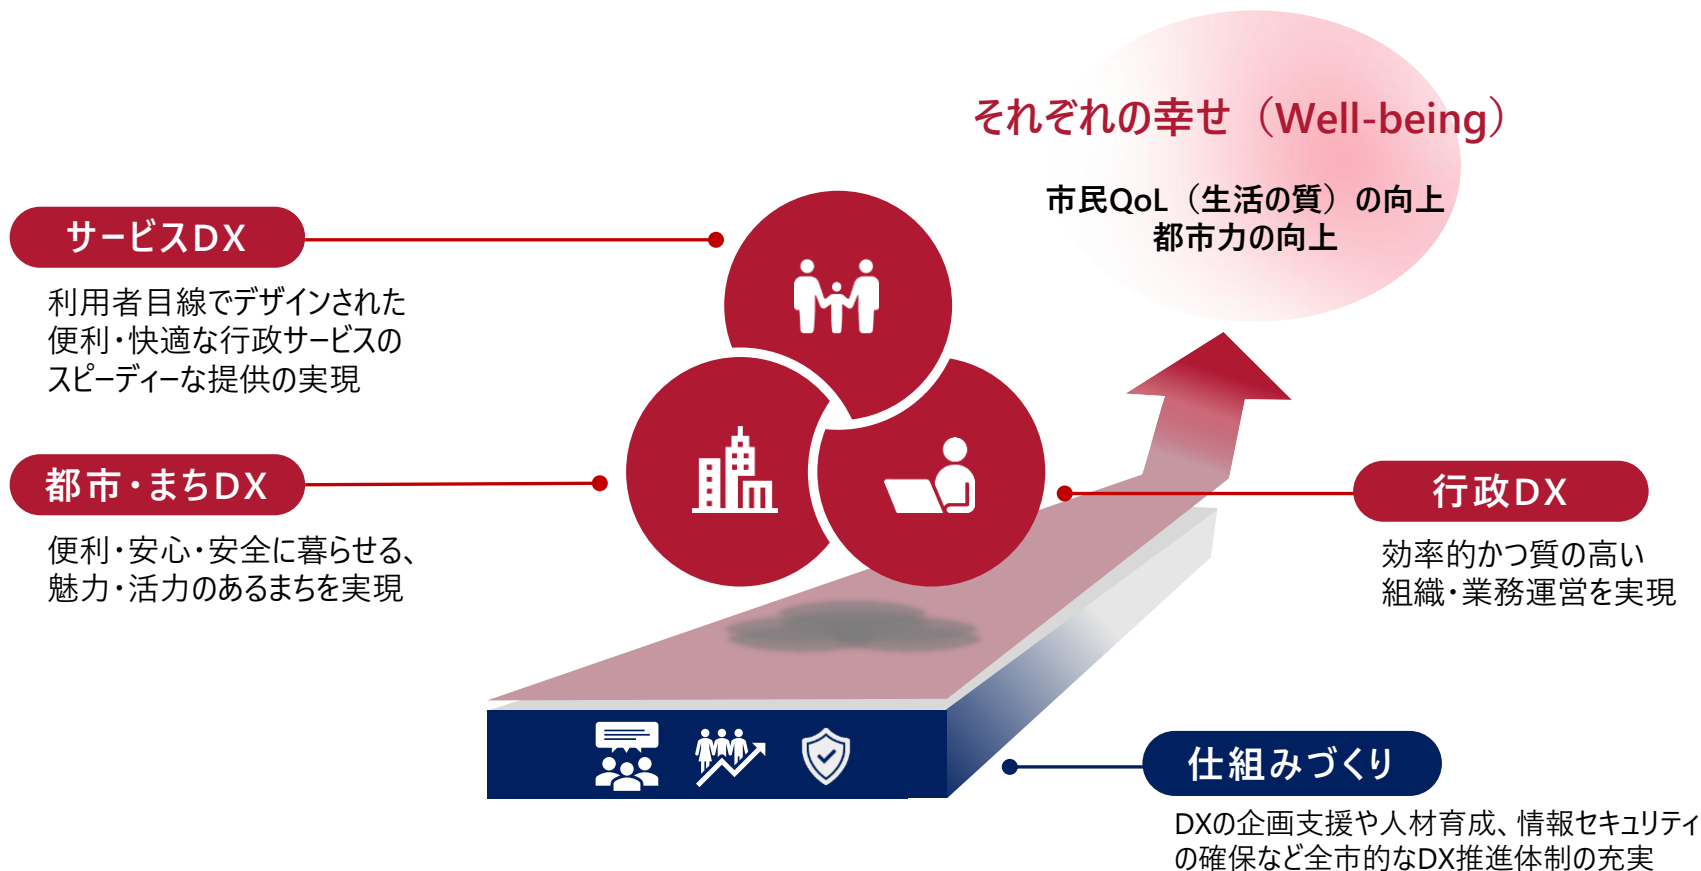 それぞれの幸せ（Well-being）
市民QoL（生活の質）の向上
都市力の向上
サービスDX
利用者目線でデザインされた
便利・快適な行政サービスの
スピーディーな提供の実現
都市・まちDX
便利・安心・安全に暮らせる、
魅力・活力のあるまちを実現
行政DX
効率的かつ質の高い
組織・業務運営を実現
仕組みづくり
DXの企画支援や人材育成、情報セキュリティ
の確保など全市的なDX推進体制の充実